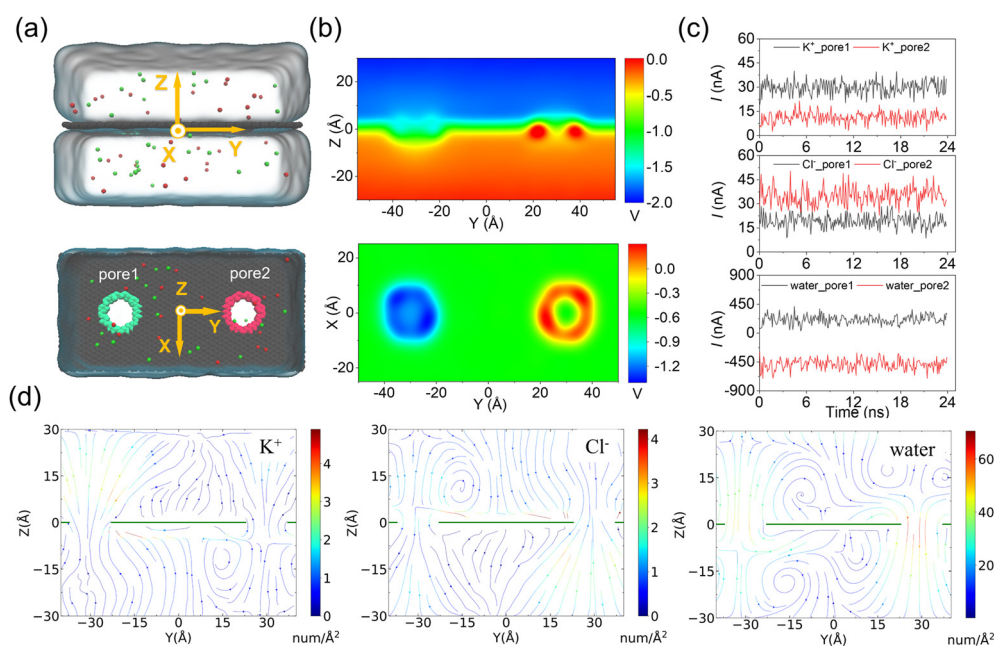 (a)
Z
X
Y
pore1
pore2
Z
Y
X
(b)
Z (Å)
20
0
-20
-40 -20 0 20 40
Y (Å)
0.0
-0.5
-1.0
-1.5
-2.0
V
X (Å)
20
0
-20
-40 -20 0 20 40
Y (Å)
0.0
-0.3
-0.6
-0.9
-1.2
V
(c)
K⁺_pore1 K⁺_pore2
I (nA)
60
45
30
15
0
0 6 12 18 24
Cl⁻_pore1 Cl⁻_pore2
I (nA)
60
45
30
15
0
0 6 12 18 24
water_pore1 water_pore2
I (nA)
900
450
0
-450
-900
0 6 12 18 24
Time (ns)
(d)
K⁺
Z(Å)
30
15
0
−15
−30
−30 −15 0 15 30
Y(Å)
4
3
2
1
0
num/Å²
Cl⁻
Z(Å)
30
15
0
−15
−30
−30 −15 0 15 30
Y(Å)
4
3
2
1
0
num/Å²
water
Z(Å)
30
15
0
−15
−30
−30 −15 0 15 30
Y(Å)
60
40
20
num/Å²